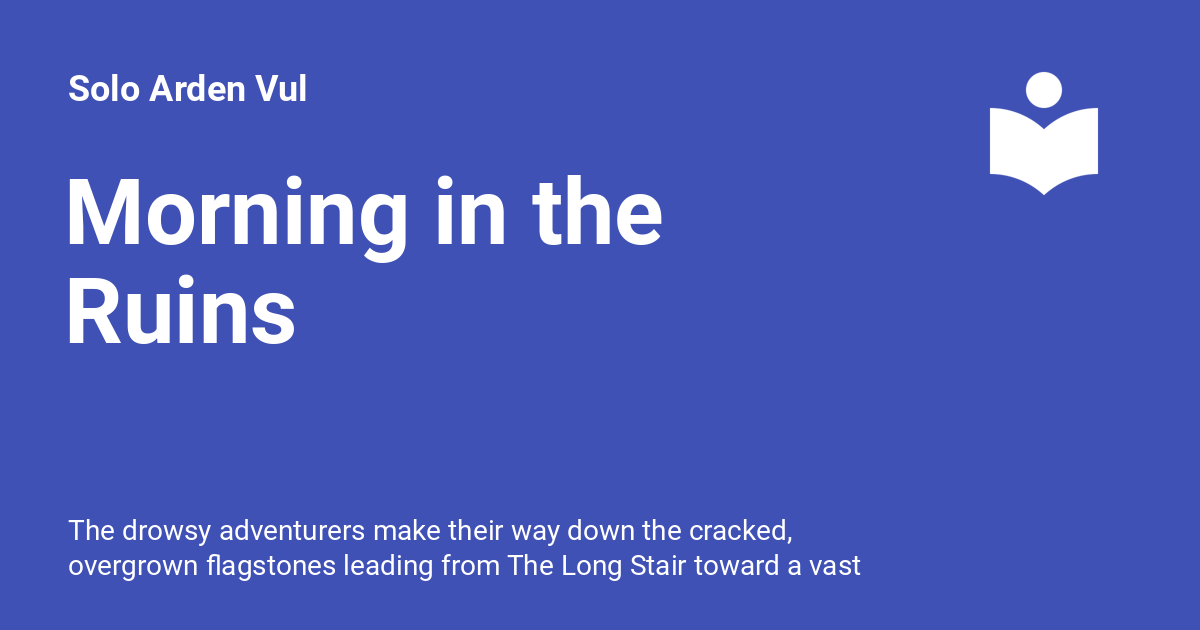 Solo Arden Vul
Morning in the
Ruins
The drowsy adventurers make their way down the cracked,
overgrown flagstones leading from The Long Stair toward a vast